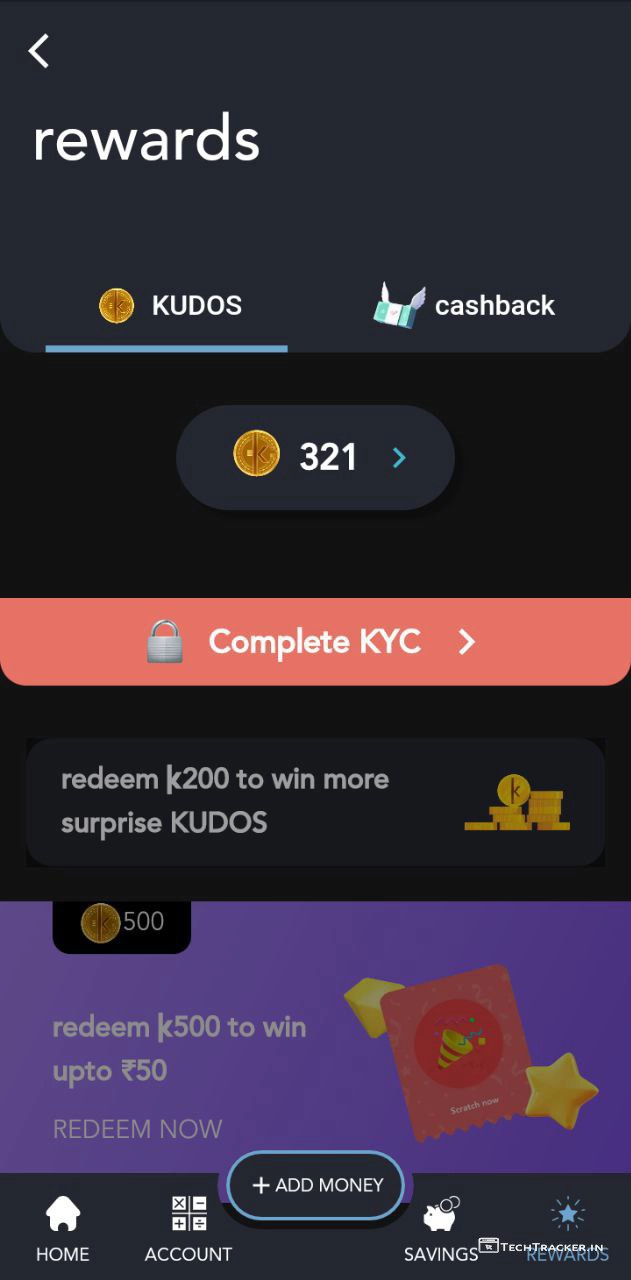 rewards
KUDOS
cashback
321
Complete KYC
redeem k200 to win more
surprise KUDOS
500
redeem k500 to win
upto ₹50
REDEEM NOW
Scratch now
+ ADD MONEY
HOME
ACCOUNT
SAVINGS
TECHTRACKER.IN
REWARDS